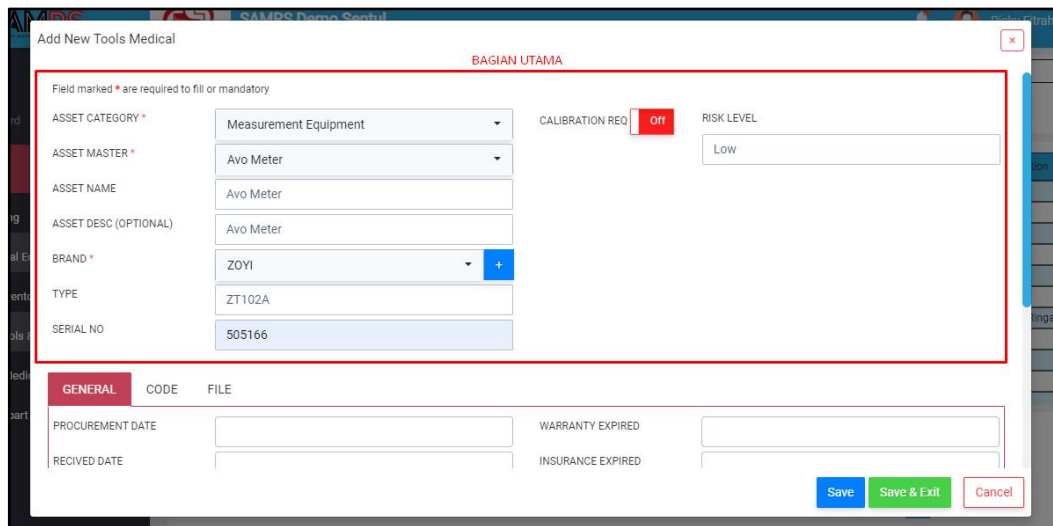 SAMRS Demo Sentul
Add New Tools Medical
×
BAGIAN UTAMA
Field marked * are required to fill or mandatory
ASSET CATEGORY *
Measurement Equipment
CALIBRATION REQ
Off
RISK LEVEL
Low
ASSET MASTER *
Avo Meter
ASSET NAME
Avo Meter
ASSET DESC (OPTIONAL)
Avo Meter
BRAND *
ZOYI
+
TYPE
ZT102A
SERIAL NO
505166
GENERAL CODE FILE
PROCUREMENT DATE
WARRANTY EXPIRED
RECIVED DATE
INSURANCE EXPIRED
Save
Save & Exit
Cancel